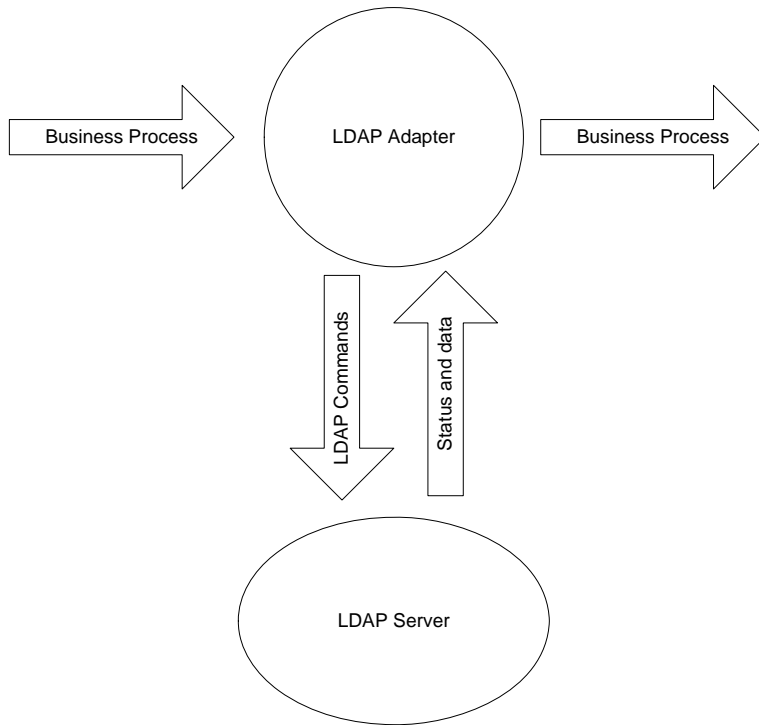 Business Process
LDAP Adapter
Business Process
LDAP Commands
Status and data
LDAP Server